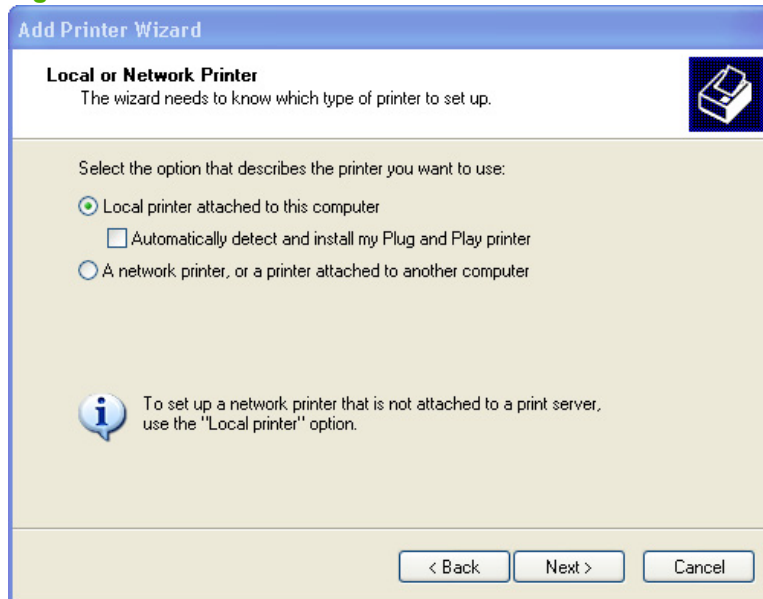 Add Printer Wizard
Local or Network Printer
The wizard needs to know which type of printer to set up.
Select the option that describes the printer you want to use:
Local printer attached to this computer
Automatically detect and install my Plug and Play printer
A network printer, or a printer attached to another computer
To set up a network printer that is not attached to a print server,
use the "Local printer" option.
< Back
Next >
Cancel